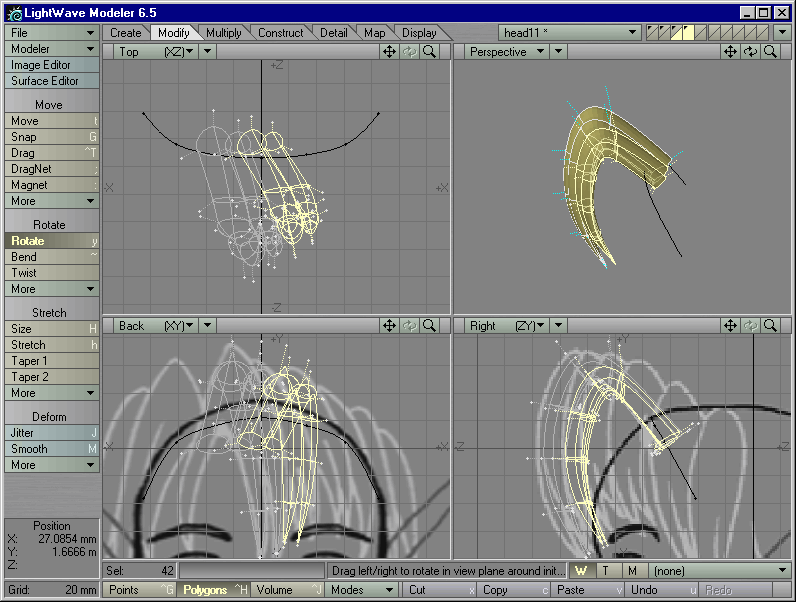 LightWave Modeler 6.5
File Create Modify Multiply Construct Detail Map Display head11 *
Modeler Top (XZ) Perspective
Image Editor
Surface Editor
Move
Move t
Snap G
Drag ^T
DragNet ;
Magnet :
More
Rotate
Rotate y
Bend ~
Twist
More
Stretch
Size H
Stretch h
Taper 1
Taper 2
More
Deform
Jitter J
Smooth M
More
+Z
-X +X
-Z
Back (XY) Right (ZY)
+Y +Y
-X -Z +Z
Position
X: 27.0854 mm
Y: 1.6666 m
Z:
Sel: 42 Drag left/right to rotate in view plane around init... W T M (none)
Grid: 20 mm Points ^G Polygons ^H Volume ^J Modes Cut x Copy c Paste v Undo u Redo